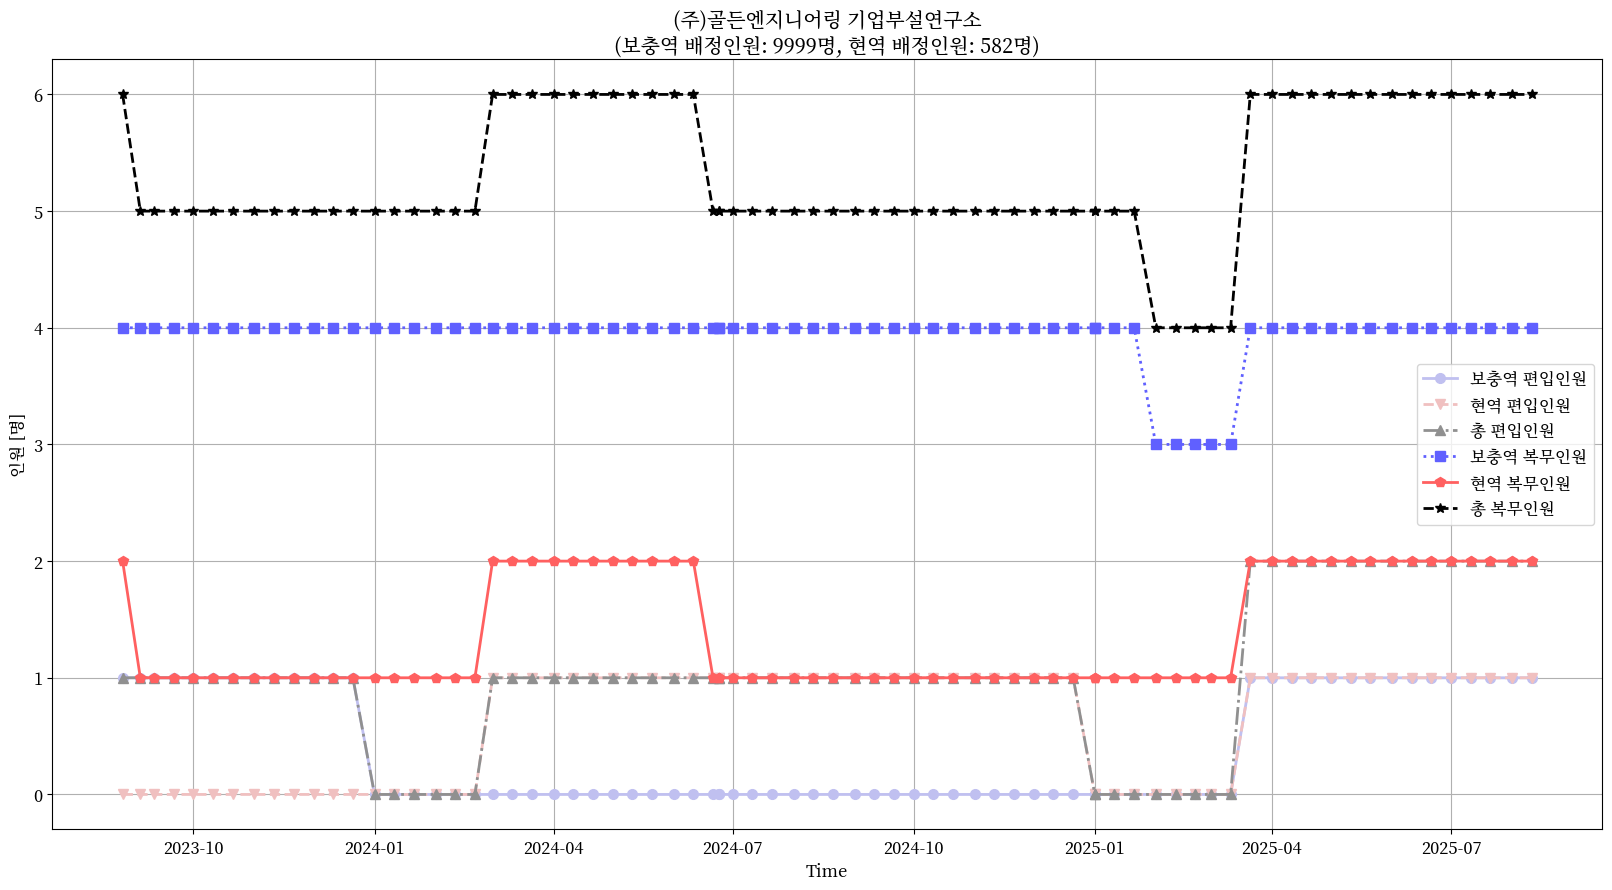 (주)골든엔지니어링 기업부설연구소
(보충역 배정인원: 9999명, 현역 배정인원: 582명)
인원 [명]
6
5
4
3
2
1
0
보충역 편입인원
현역 편입인원
총 편입인원
보충역 복무인원
현역 복무인원
총 복무인원
2023-10
2024-01
2024-04
2024-07
2024-10
2025-01
2025-04
2025-07
Time